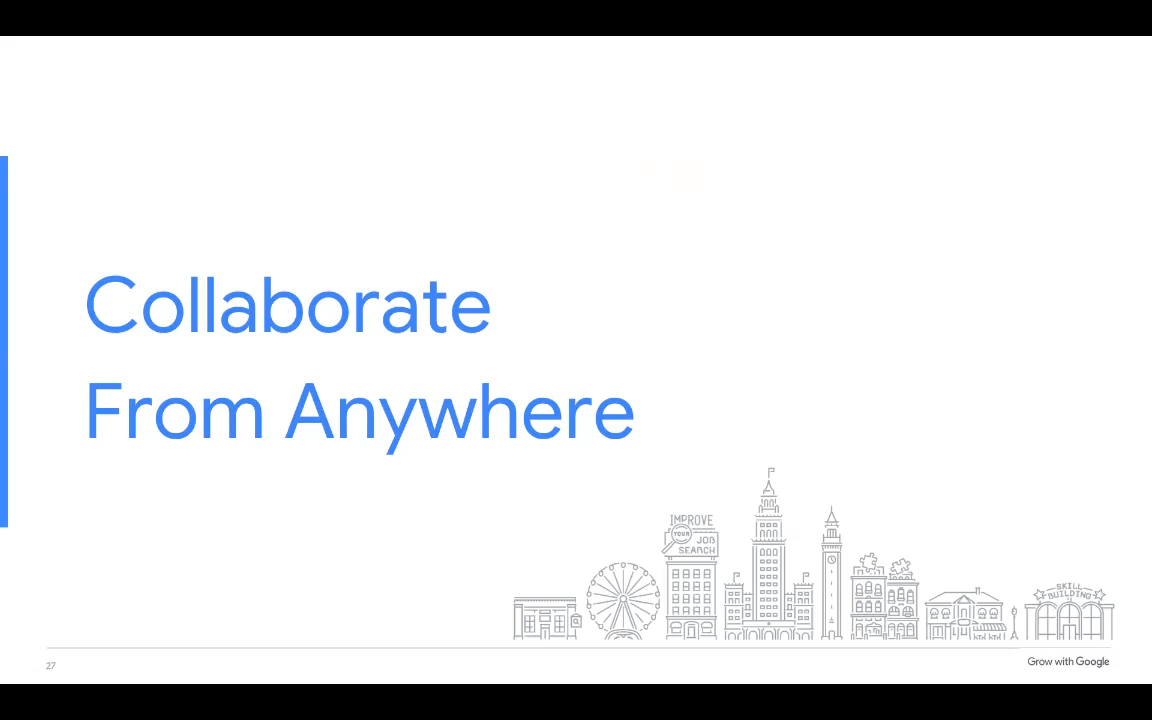 Collaborate
From Anywhere
IMPROVE
YOUR
JOB
SEARCH
SKILL
BUILDING
27
Grow with Google